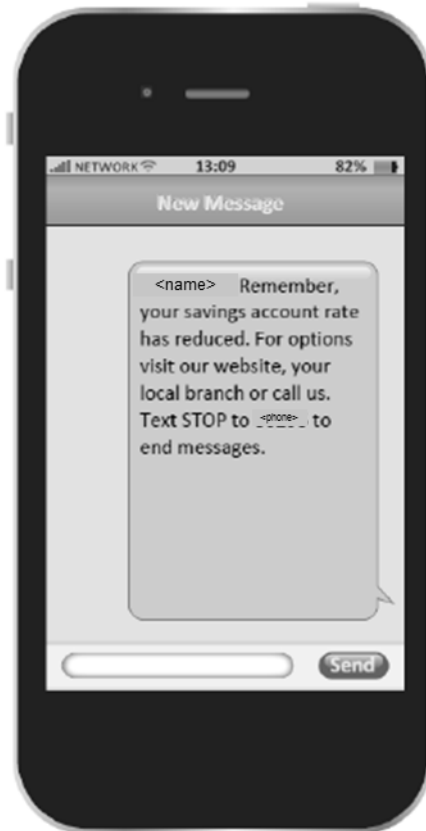 NETWORK 13:09 82%
New Message
<name> Remember,
your savings account rate
has reduced. For options
visit our website, your
local branch or call us.
Text STOP to <phone> to
end messages.
Send